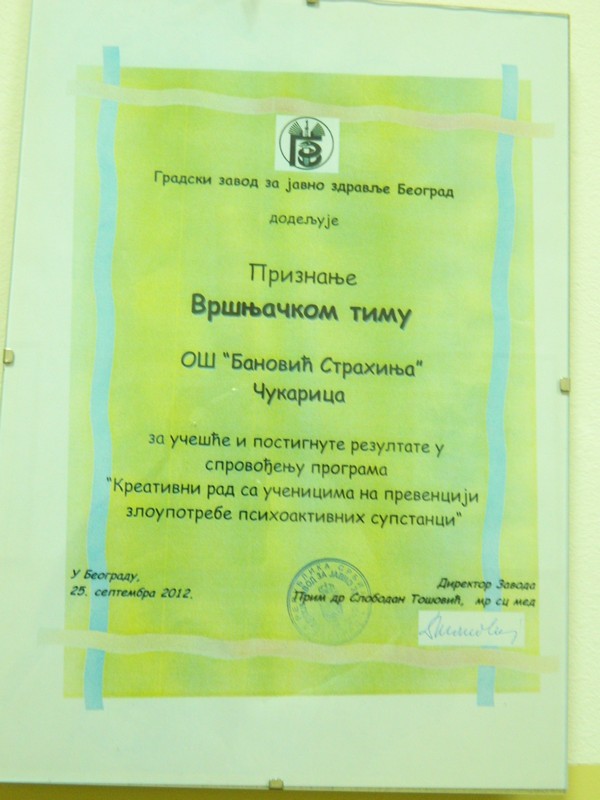 ГЗ
Градски завод за јавно здравље Београд
додељује
Признање
Вршњачком тиму
ОШ "Бановић Страхиња"
Чукарица
за учешће и постигнуте резултате у
спровођењу програма
"Креативни рад са ученицима на превенцији
злоупотребе психоактивних супстанци"
У Београду,
25. септембра 2012.
Директор Завода
Прим др Слободан Тошовић, мр сц мед